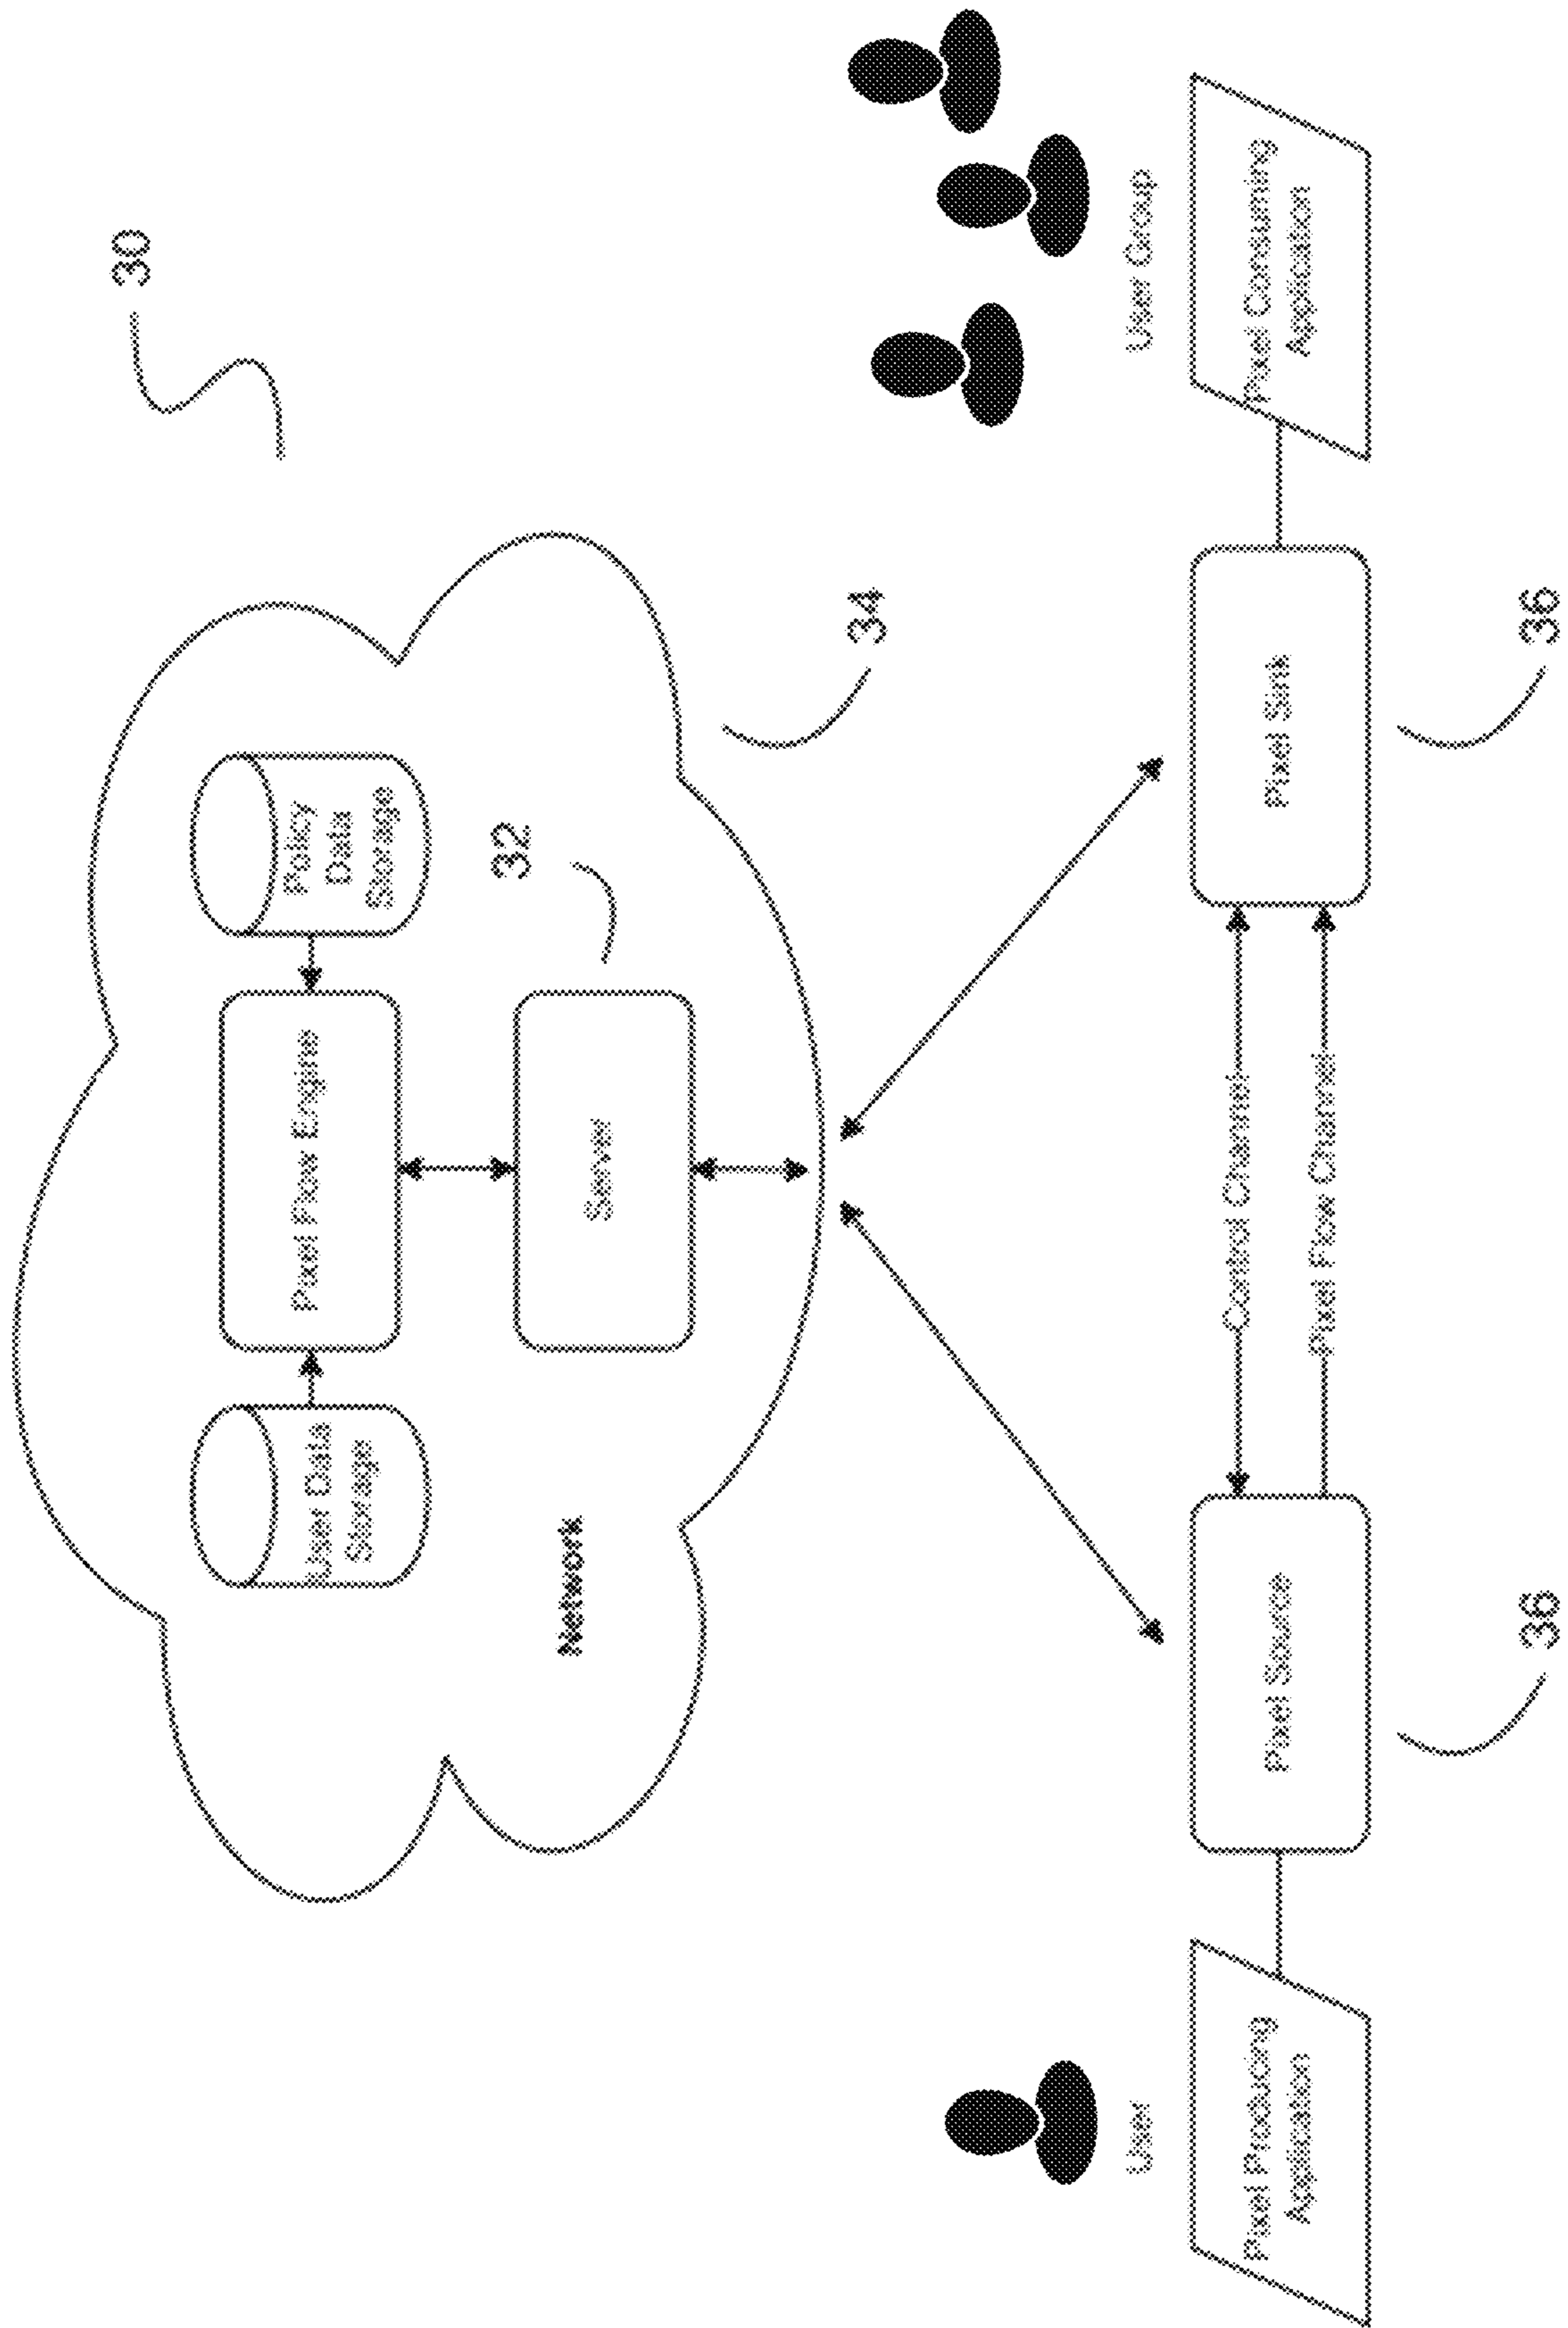 30
User Data
Storage
Pixel Flow Engine
Policy
Data
Storage
32
Server
Network
34
User
User Group
Pixel Producing
Application
Pixel Source
Control Channel
Pixel Flow Channel
Pixel Sink
Pixel Consuming
Application
36
36